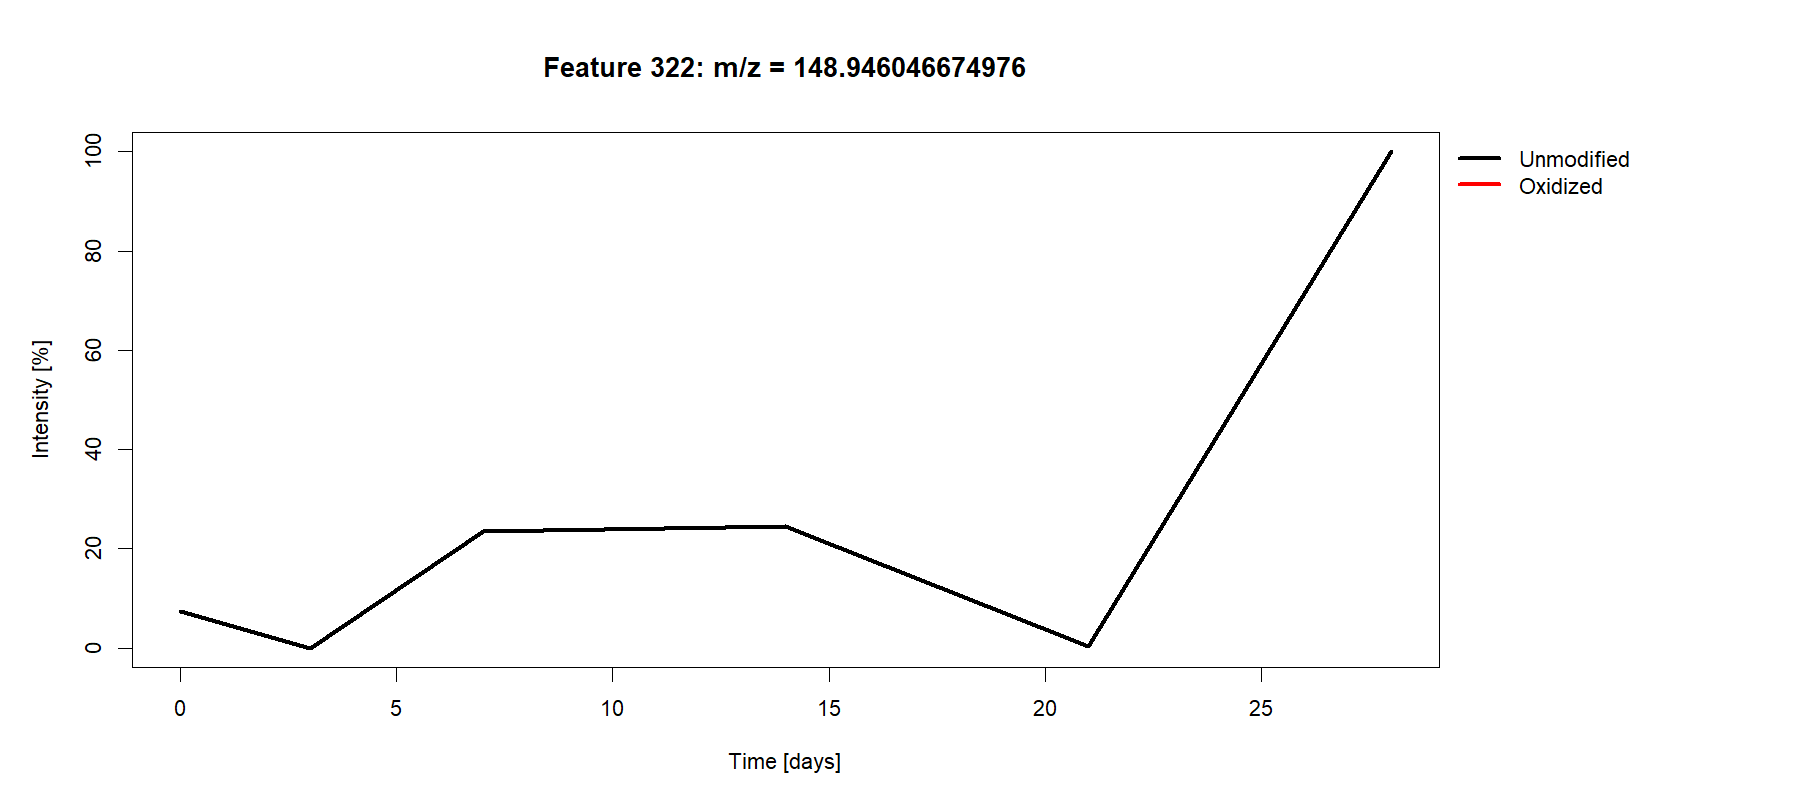 Feature 322: m/z = 148.946046674976
100
80
60
40
20
0
Intensity [%]
0 5 10 15 20 25
Time [days]
Unmodified
Oxidized